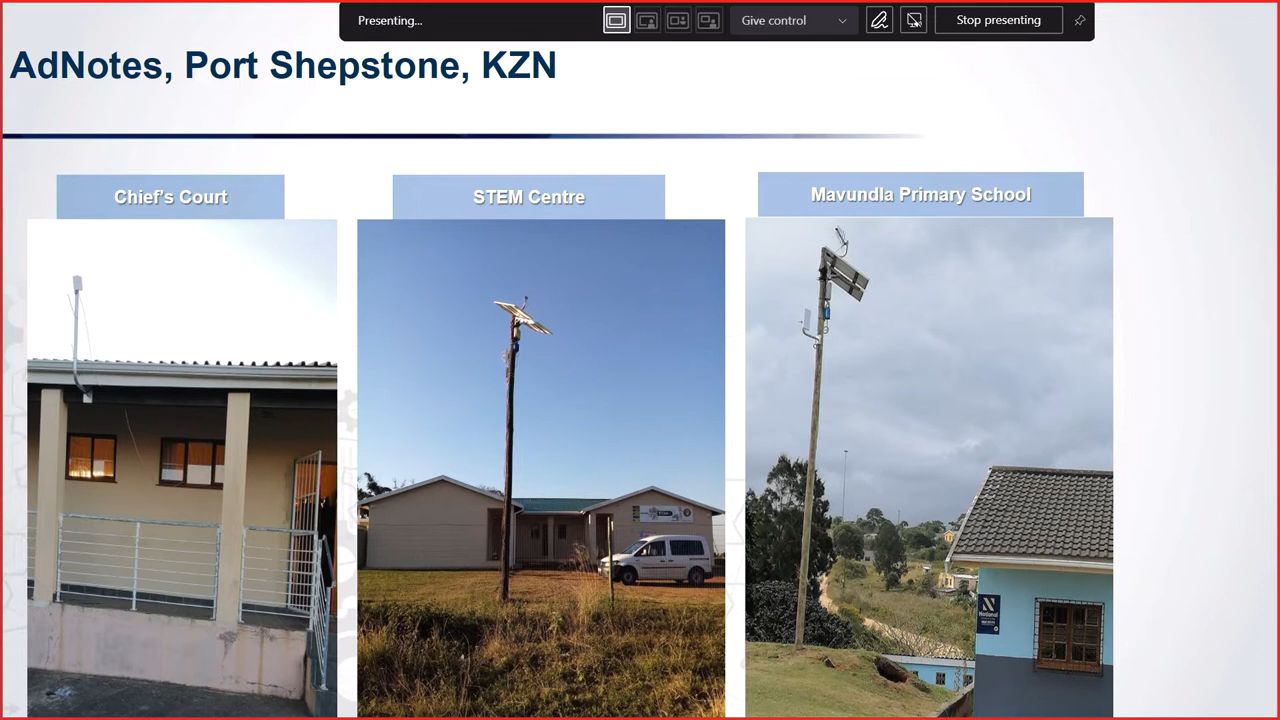 Presenting...
Give control
Stop presenting
AdNotes, Port Shepstone, KZN
Chief's Court
STEM Centre
Mavundla Primary School